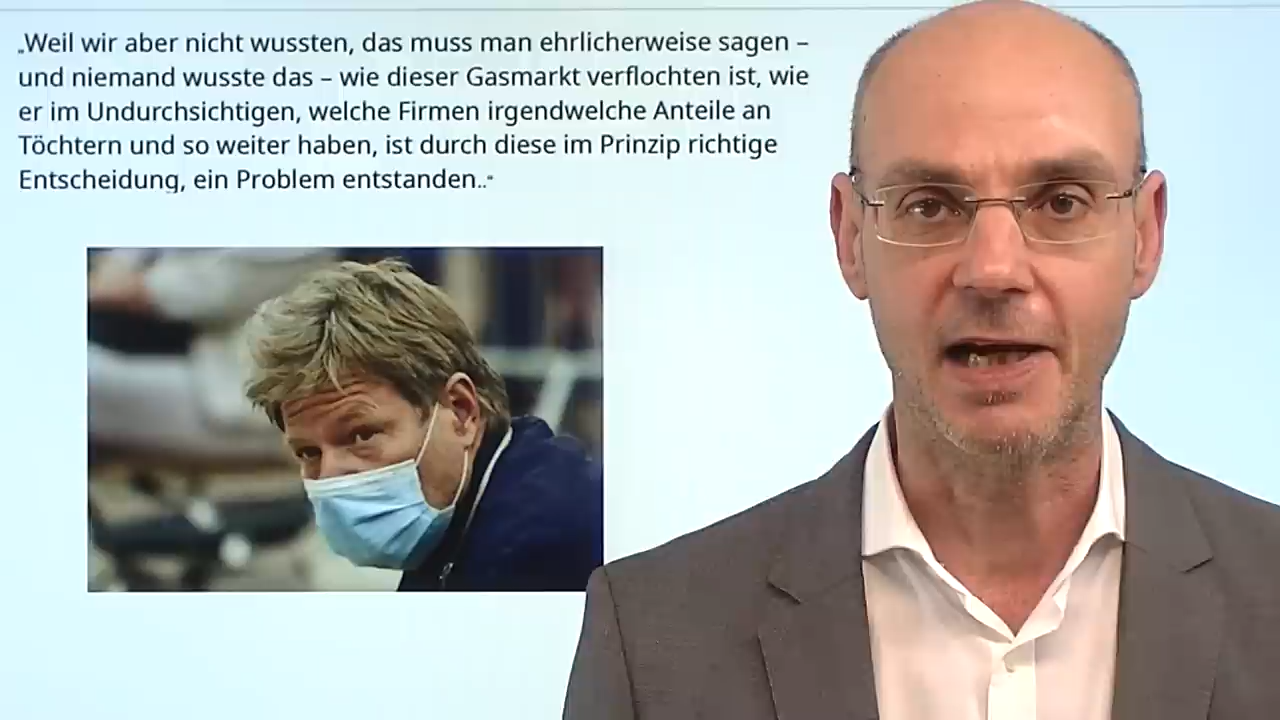 „Weil wir aber nicht wussten, das muss man ehrlicherweise sagen –
und niemand wusste das – wie dieser Gasmarkt verflochten ist, wie
er im Undurchsichtigen, welche Firmen irgendwelche Anteile an
Töchtern und so weiter haben, ist durch diese im Prinzip richtige
Entscheidung, ein Problem entstanden..“